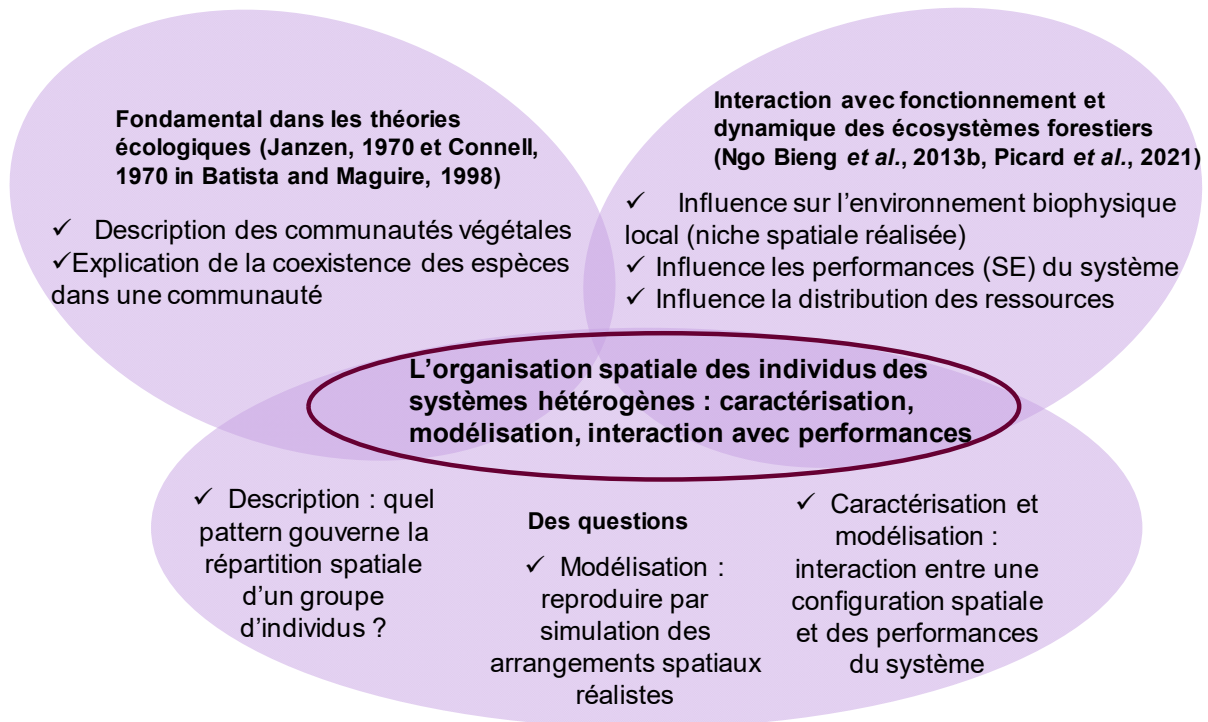 Fondamental dans les théories
écologiques (Janzen, 1970 et Connell,
1970 in Batista and Maguire, 1998)
✓ Description des communautés végétales
✓Explication de la coexistence des espèces
dans une communauté
Interaction avec fonctionnement et
dynamique des écosystèmes forestiers
(Ngo Bieng et al., 2013b, Picard et al., 2021)
✓ Influence sur l'environnement biophysique
local (niche spatiale réalisée)
✓ Influence les performances (SE) du système
✓ Influence la distribution des ressources
L'organisation spatiale des individus des
systèmes hétérogènes : caractérisation,
modélisation, interaction avec performances
✓ Description : quel
pattern gouverne la
répartition spatiale
d'un groupe
d'individus ?
Des questions
✓ Modélisation :
reproduire par
simulation des
arrangements spatiaux
réalistes
✓ Caractérisation et
modélisation :
interaction entre une
configuration spatiale
et des performances
du système